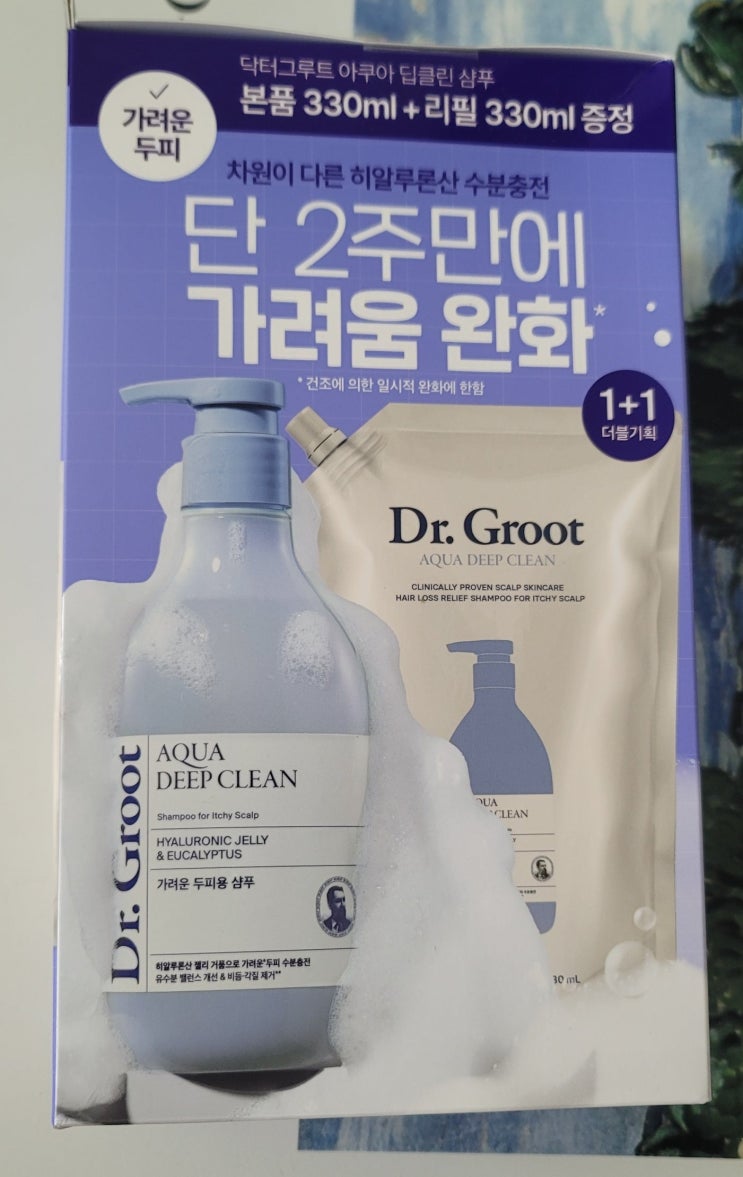 닥터그루트 아쿠아 딥클린 샴푸
본품 330ml + 리필 330ml 증정
가려운
두피
차원이 다른 히알루론산 수분충전
단 2주만에
가려움 완화*
* 건조에 의한 일시적 완화에 한함
1+1
더블기획
Dr. Groot
AQUA DEEP CLEAN
CLINICALLY PROVEN SCALP SKINCARE
HAIR LOSS RELIEF SHAMPOO FOR ITCHY SCALP
Dr. Groot
AQUA
DEEP CLEAN
Shampoo for Itchy Scalp
HYALURONIC JELLY
& EUCALYPTUS
가려운 두피용 샴푸
히알루론산 젤리 거품으로 가려운*두피 수분충전
유수분 밸런스 개선 & 비듬·각질 제거**
QUA
CLEAN
30mL